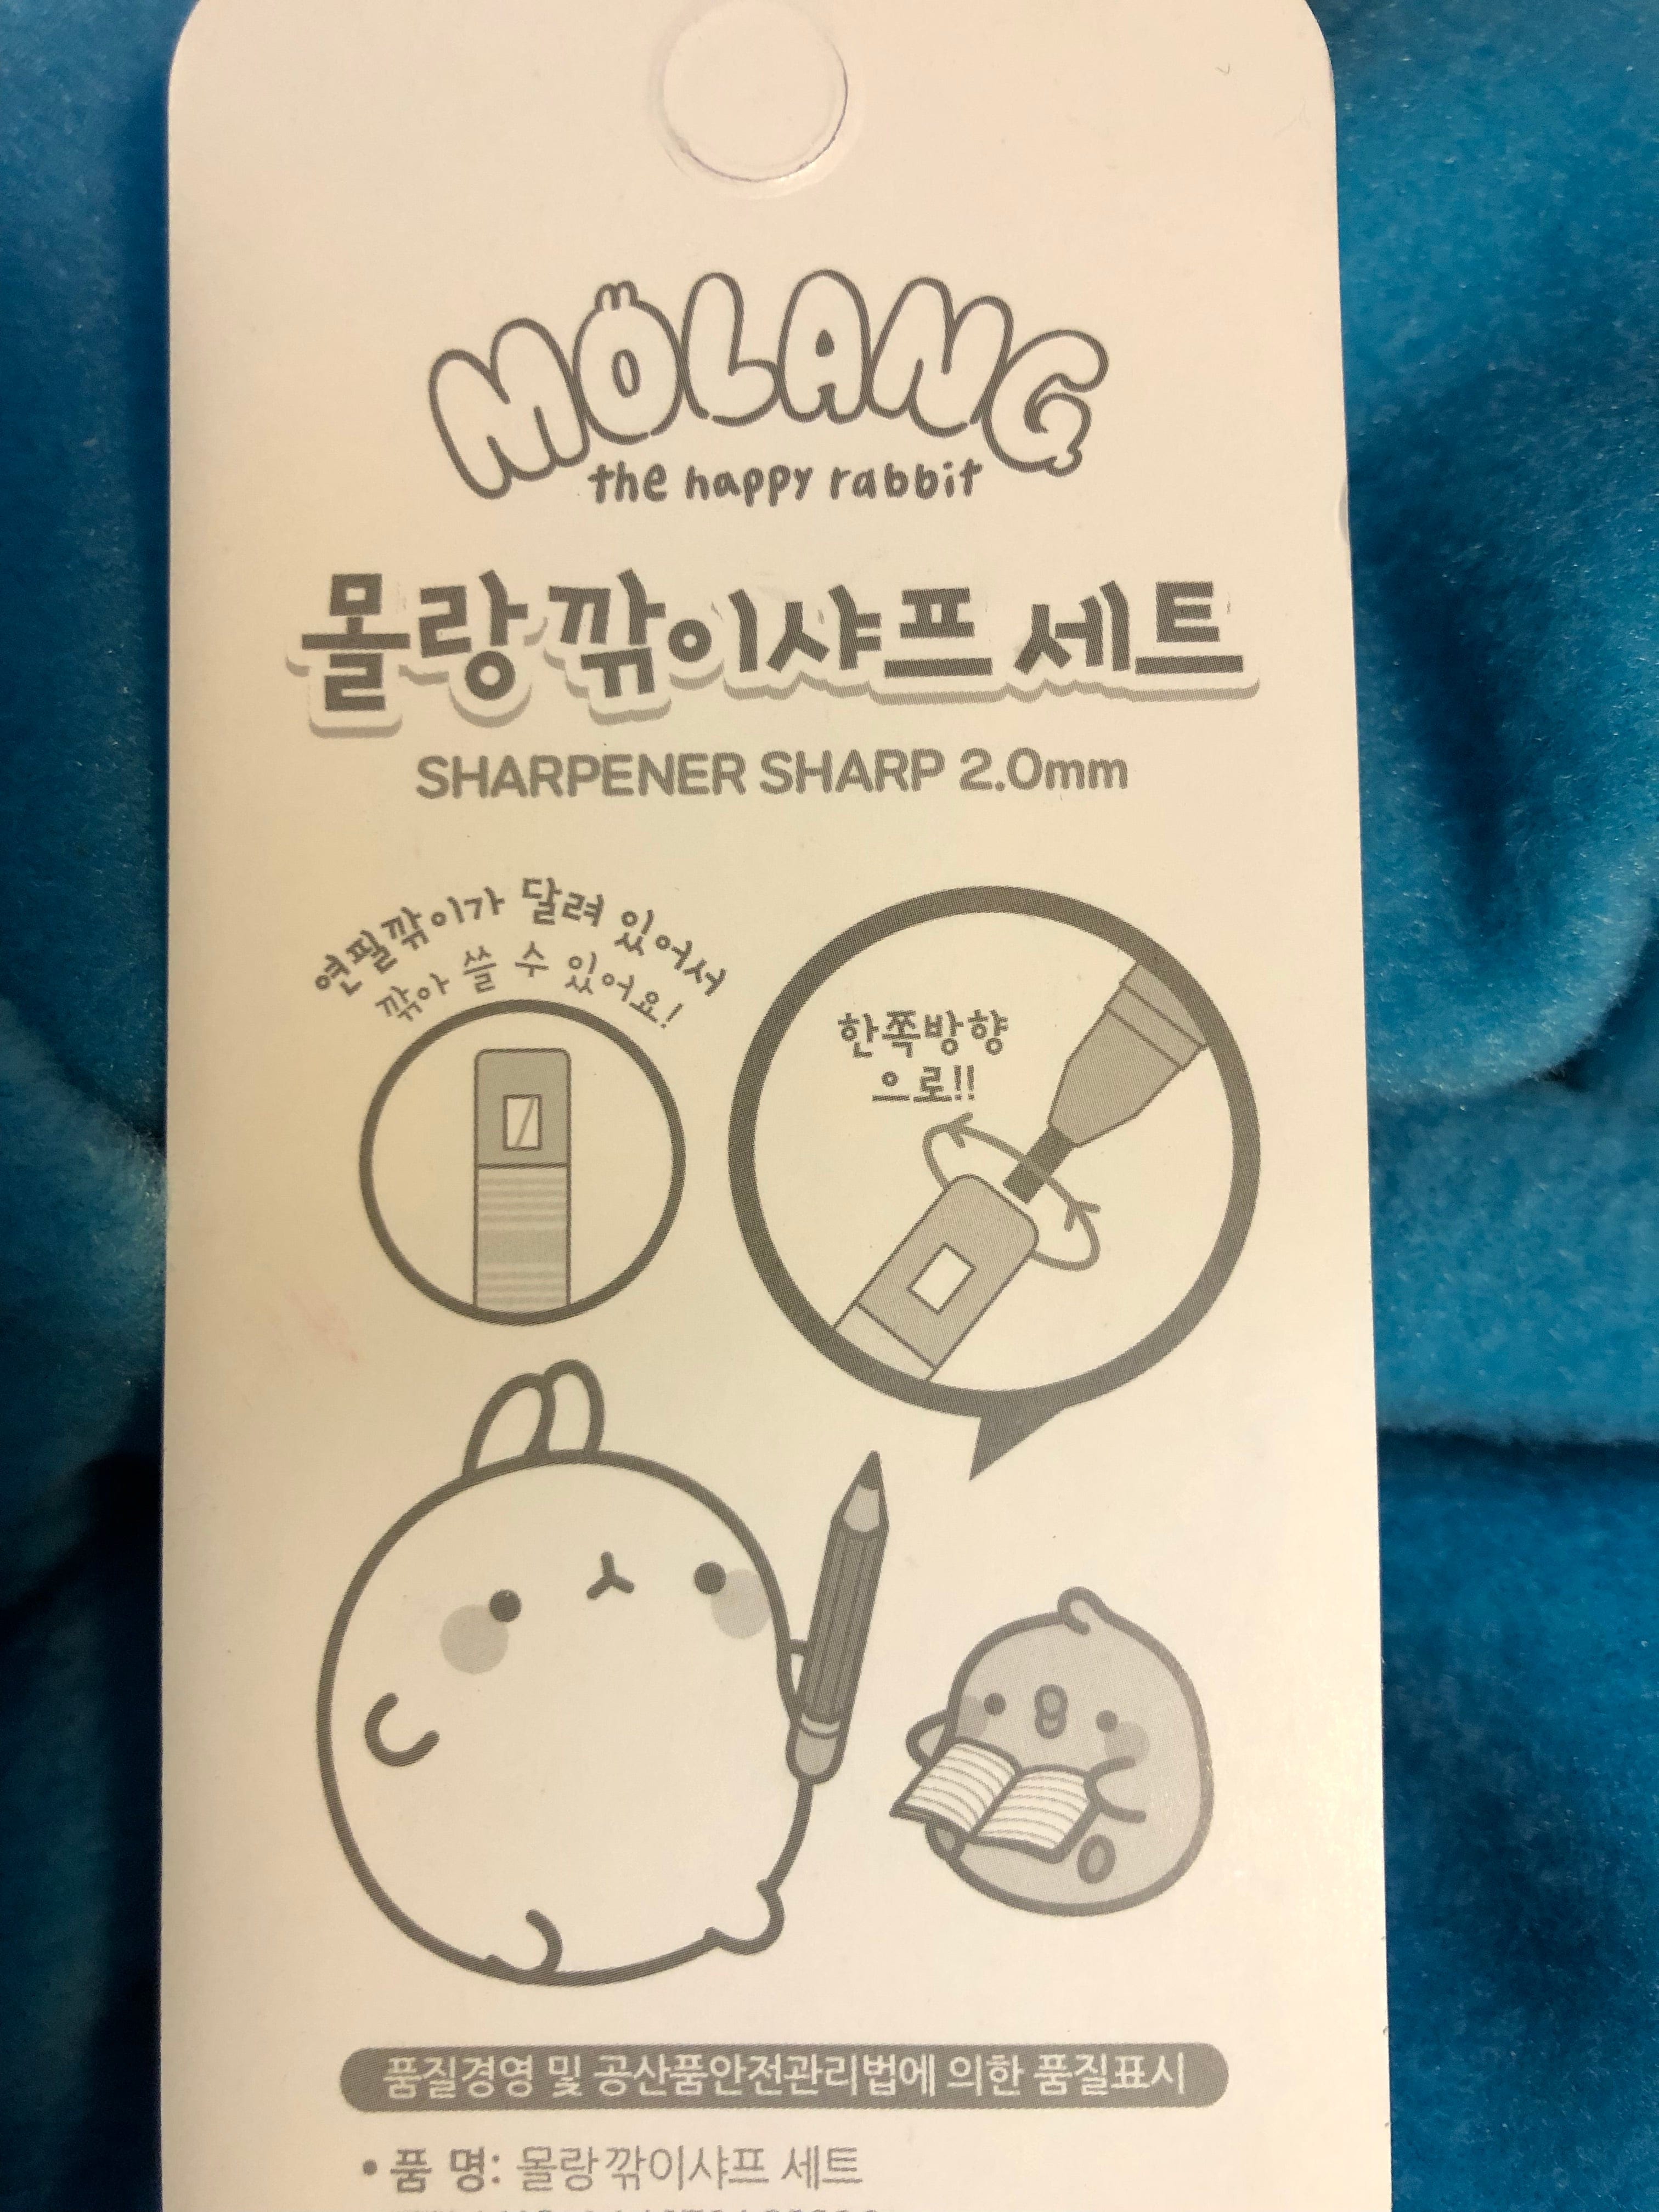 MOLANG
the happy rabbit
몰랑깎이샤프 세트
SHARPENER SHARP 2.0mm
연필깎이가 달려 있어서
깎아 쓸 수 있어요!
한쪽방향
으로!!
품질경영 및 공산품안전관리법에 의한 품질표시
• 품 명: 몰랑깎이샤프 세트